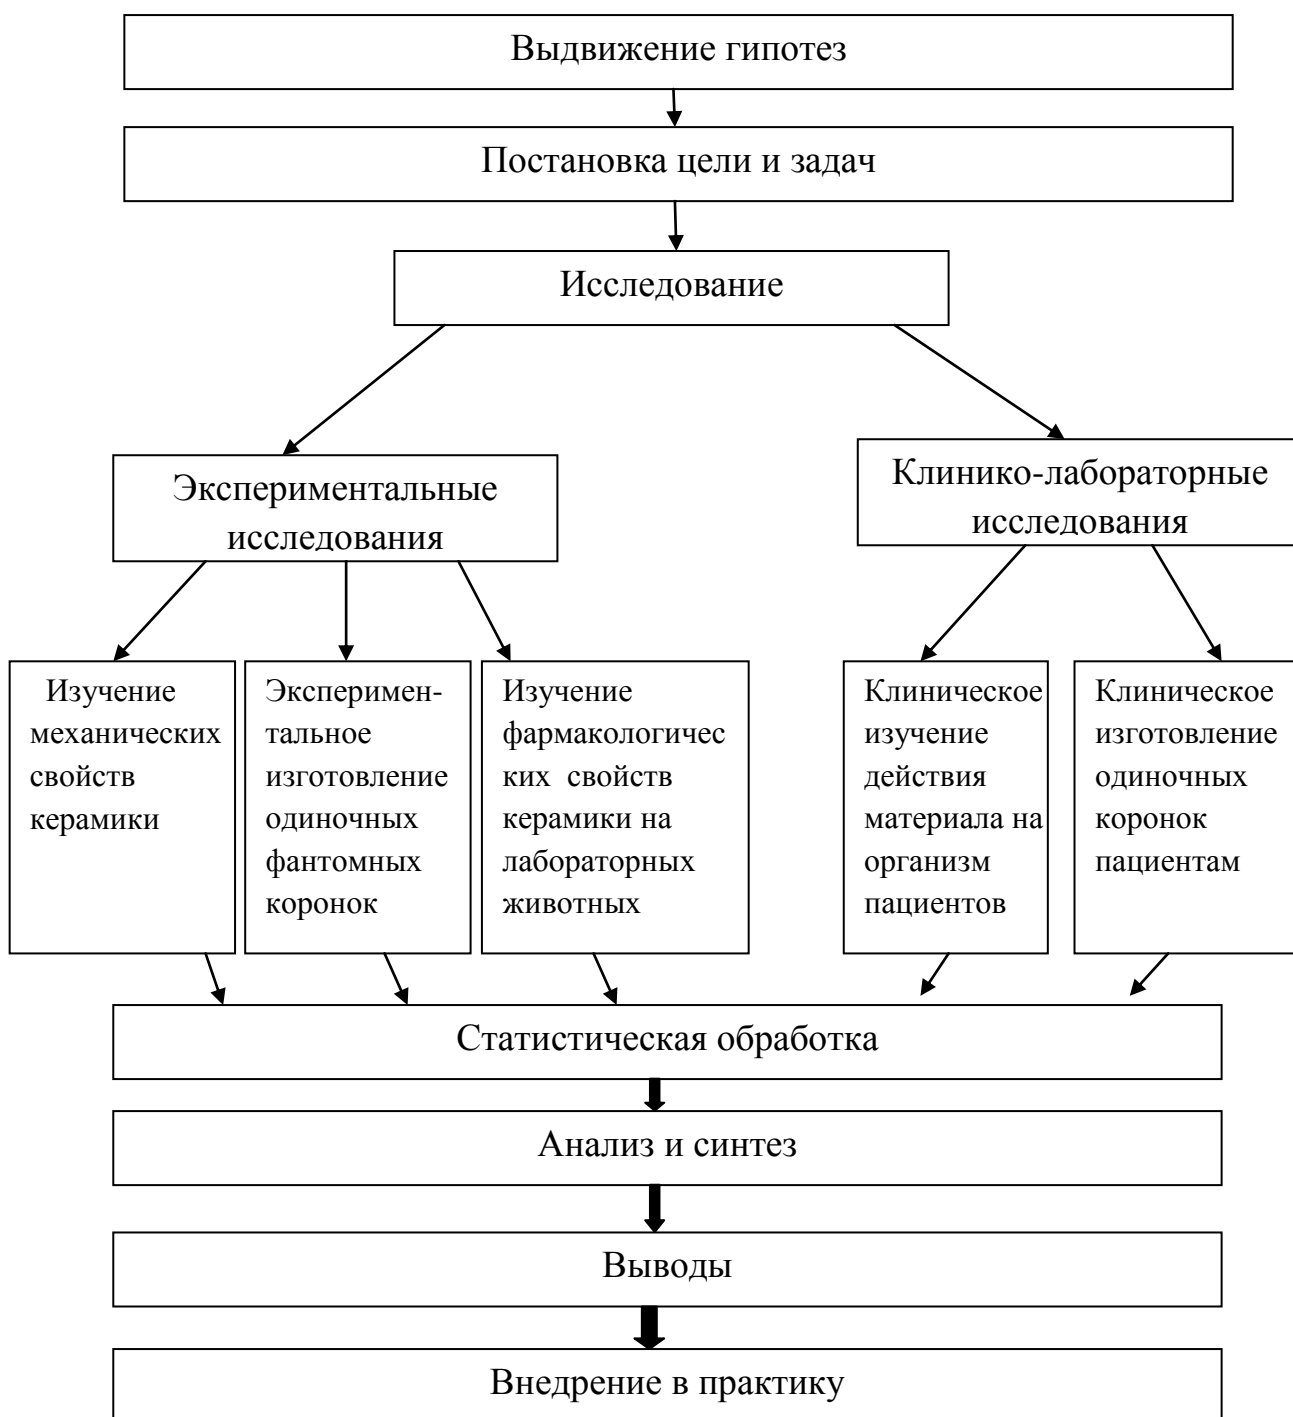 Выдвижение гипотез
Постановка цели и задач
Исследование
Экспериментальные
исследования
Клинико-лабораторные
исследования
Изучение
механических
свойств
керамики
Эксперимен-
тальное
изготовление
одиночных
фантомных
коронок
Изучение
фармакологичес
ких свойств
керамики на
лабораторных
животных
Клиническое
изучение
действия
материала на
организм
пациентов
Клиническое
изготовление
одиночных
коронок
пациентам
Статистическая обработка
Анализ и синтез
Выводы
Внедрение в практику